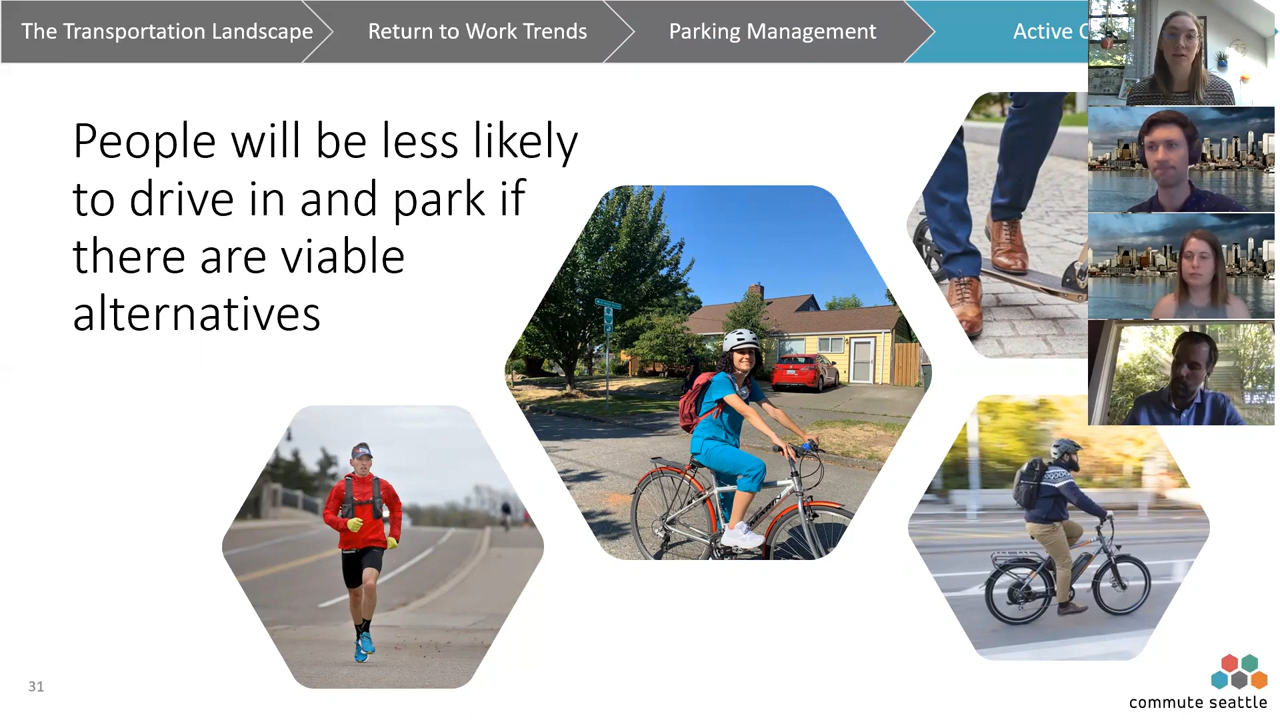 The Transportation Landscape
Return to Work Trends
Parking Management
Active
People will be less likely
to drive in and park if
there are viable
alternatives
31
commute seattle